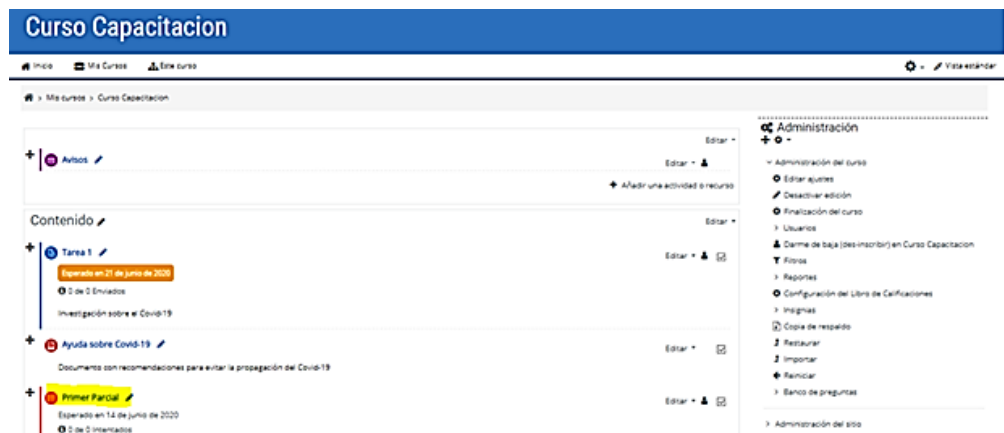 Curso Capacitacion
Inicio Mis Cursos Este curso Vista estándar
> Mis cursos > Curso Capacitacion
Editar
Avisos Editar
Añadir una actividad o recurso
Contenido Editar
Tarea 1 Editar
Esperado en 21 de junio de 2020
0 de 0 Enviados
Investigación sobre el Covid-19
Ayuda sobre Covid-19 Editar
Documento con recomendaciones para evitar la propagación del Covid-19
Primer Parcial Editar
Esperado en 14 de junio de 2020
0 de 0 Intentados
Administración
Administración del curso
Editar ajustes
Desactivar edición
Finalización del curso
> Usuarios
Darme de baja (des-inscribir) en Curso Capacitacion
Filtros
> Reportes
Configuración del Libro de Calificaciones
> Insignias
Copia de respaldo
Restaurar
Importar
Reiniciar
> Banco de preguntas
> Administración del sitio